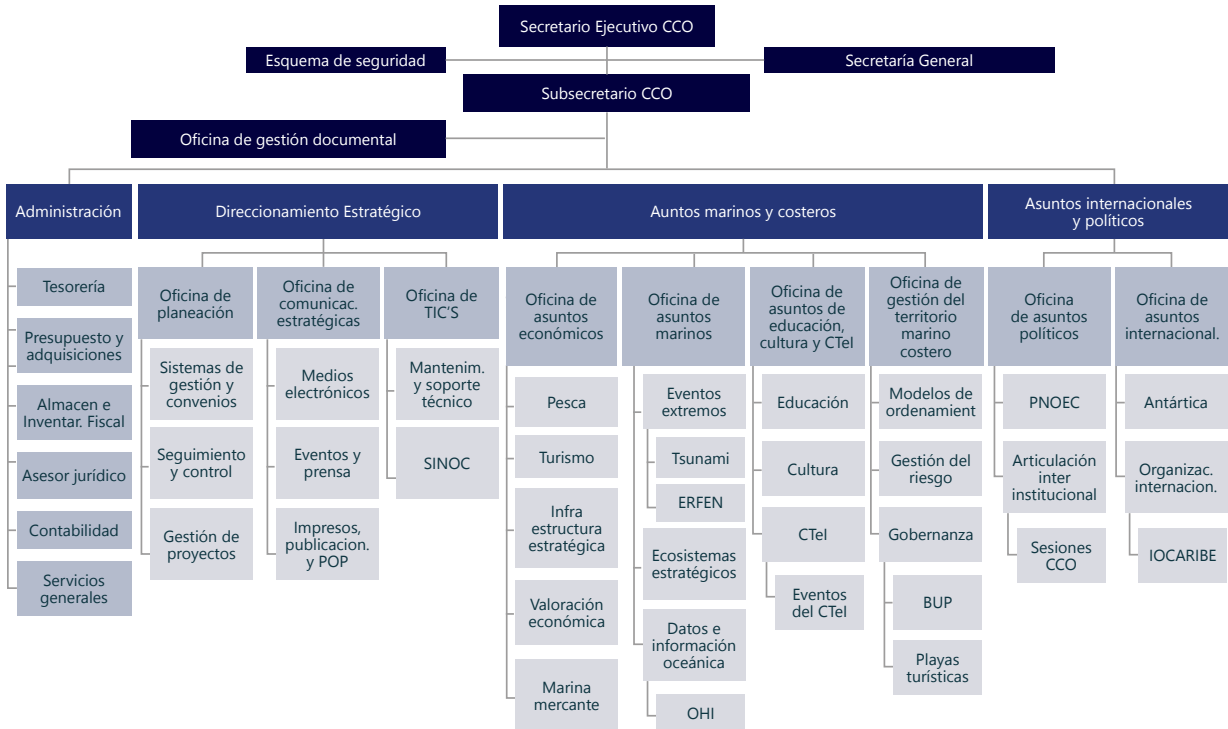 Secretario Ejecutivo CCO
Esquema de seguridad
Secretaría General
Subsecretario CCO
Oficina de gestión documental
Administración
Tesorería
Presupuesto y
adquisiciones
Almacen e
Inventar. Fiscal
Asesor jurídico
Contabilidad
Servicios
generales
Direccionamiento Estratégico
Oficina de
planeación
Sistemas de
gestión y
convenios
Seguimiento
y control
Gestión de
proyectos
Oficina de
comunicac.
estratégicas
Medios
electrónicos
Eventos y
prensa
Impresos,
publicacion.
y POP
Oficina de
TIC'S
Mantenim.
y soporte
técnico
SINOC
Auntos marinos y costeros
Oficina de
asuntos
económicos
Pesca
Turismo
Infra
estructura
estratégica
Valoración
económica
Marina
mercante
Oficina de
asuntos
marinos
Eventos
extremos
Tsunami
ERFEN
Ecosistemas
estratégicos
Datos e
información
oceánica
OHI
Oficina de
asuntos de
educación,
cultura y CTel
Educación
Cultura
CTel
Eventos
del CTel
Oficina de
gestión del
territorio
marino
costero
Modelos de
ordenamient
Gestión del
riesgo
Gobernanza
BUP
Playas
turísticas
Asuntos internacionales
y políticos
Oficina
de asuntos
políticos
PNOEC
Articulación
inter
institucional
Sesiones
CCO
Oficina de
asuntos
internacional.
Antártica
Organizac.
internacion.
IOCARIBE